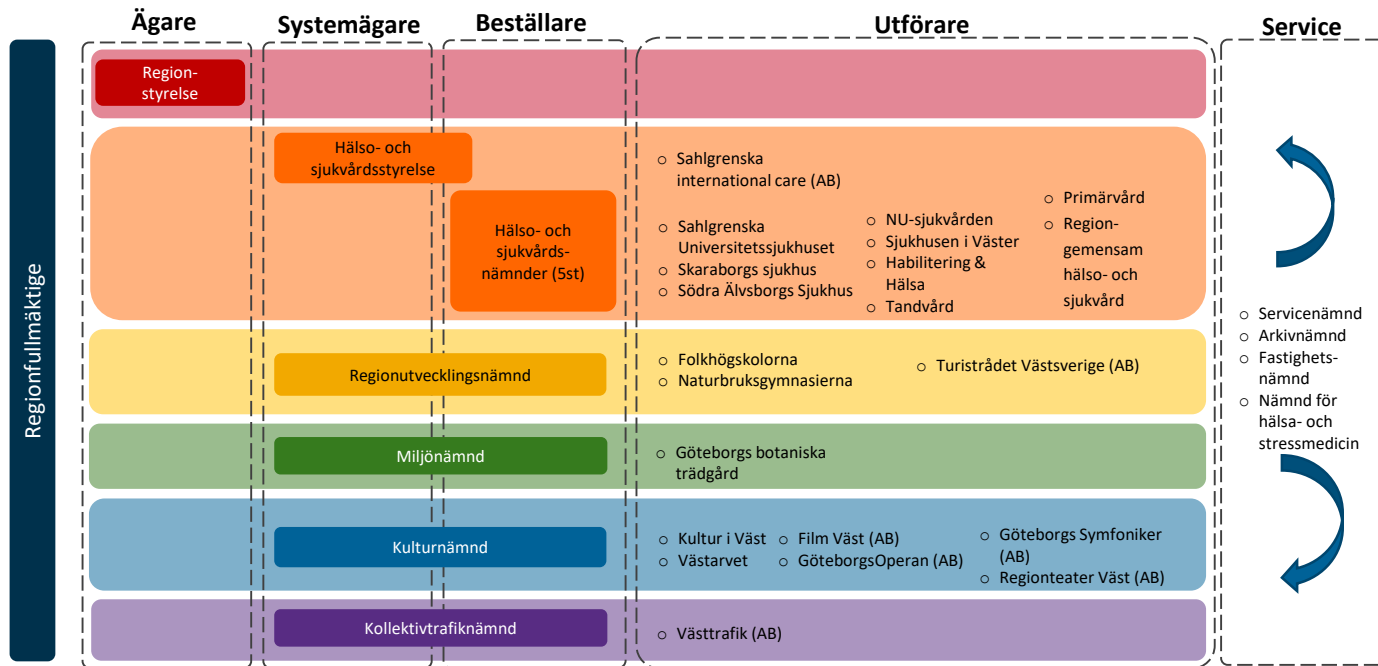 Ägare
Systemägare
Beställare
Utförare
Service
Regionfullmäktige
Region-
styrelse
Hälso- och
sjukvårdsstyrelse
Hälso- och
sjukvårds-
nämnder (5st)
o Sahlgrenska
international care (AB)
o Sahlgrenska
Universitetssjukhuset
o Skaraborgs sjukhus
o Södra Älvsborgs Sjukhus
o NU-sjukvården
o Sjukhusen i Väster
o Habilitering &
Hälsa
o Tandvård
o Primärvård
o Region-
gemensam
hälso- och
sjukvård
Regionutvecklingsnämnd
o Folkhögskolorna
o Naturbruksgymnasierna
o Turistrådet Västsverige (AB)
Miljönämnd
o Göteborgs botaniska
trädgård
Kulturnämnd
o Kultur i Väst
o Västarvet
o Film Väst (AB)
o GöteborgsOperan (AB)
o Göteborgs Symfoniker
(AB)
o Regionteater Väst (AB)
Kollektivtrafiknämnd
o Västtrafik (AB)
o Servicenämnd
o Arkivnämnd
o Fastighets-
nämnd
o Nämnd för
hälsa- och
stressmedicin